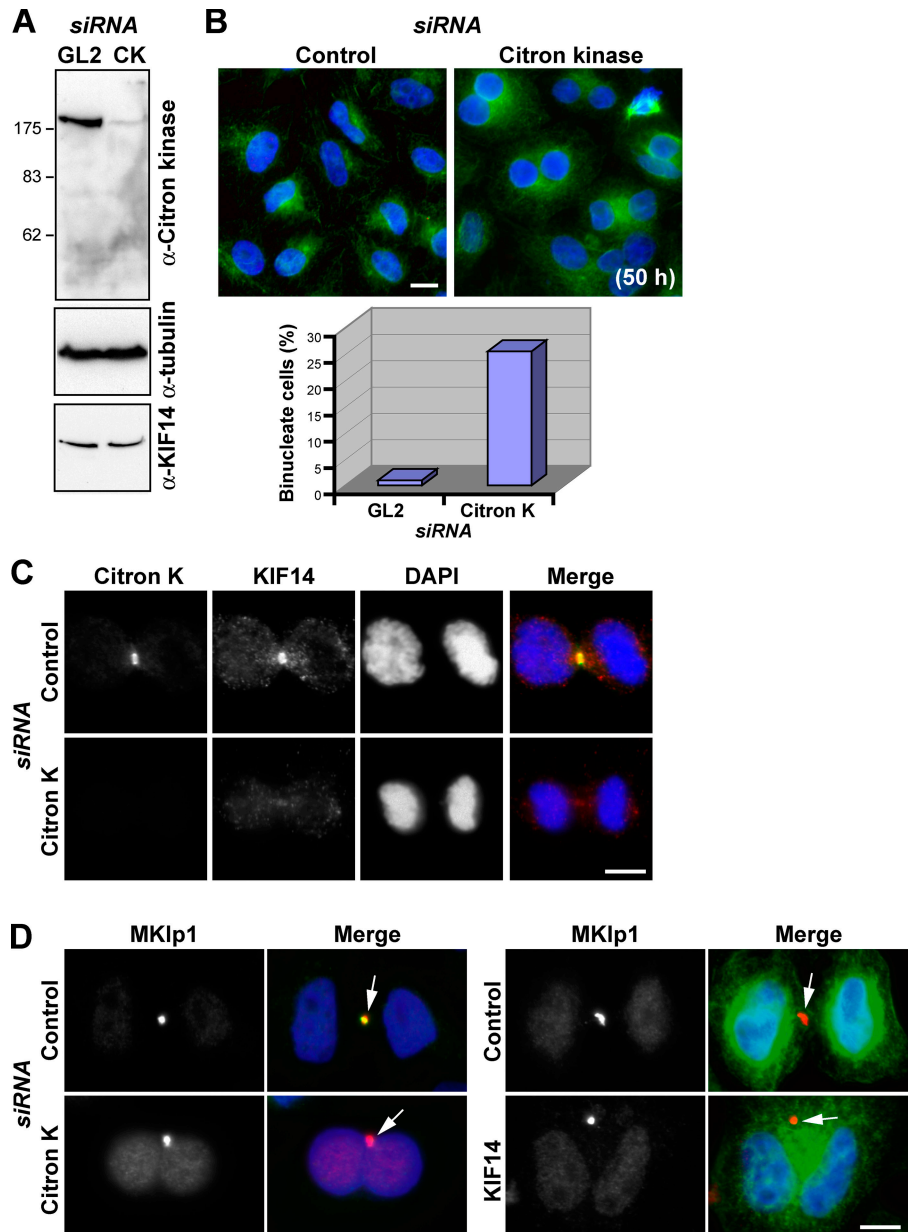 A
siRNA
GL2 CK
175
83
62
α-Citron kinase
α-tubulin
α-KIF14
B
siRNA
Control Citron kinase
(50 h)
Binucleate cells (%)
30
25
20
15
10
5
0
GL2 Citron K
siRNA
C
Citron K KIF14 DAPI Merge
siRNA
Control
Citron K
D
MKlp1 Merge MKlp1 Merge
siRNA
Control
Citron K
Control
KIF14